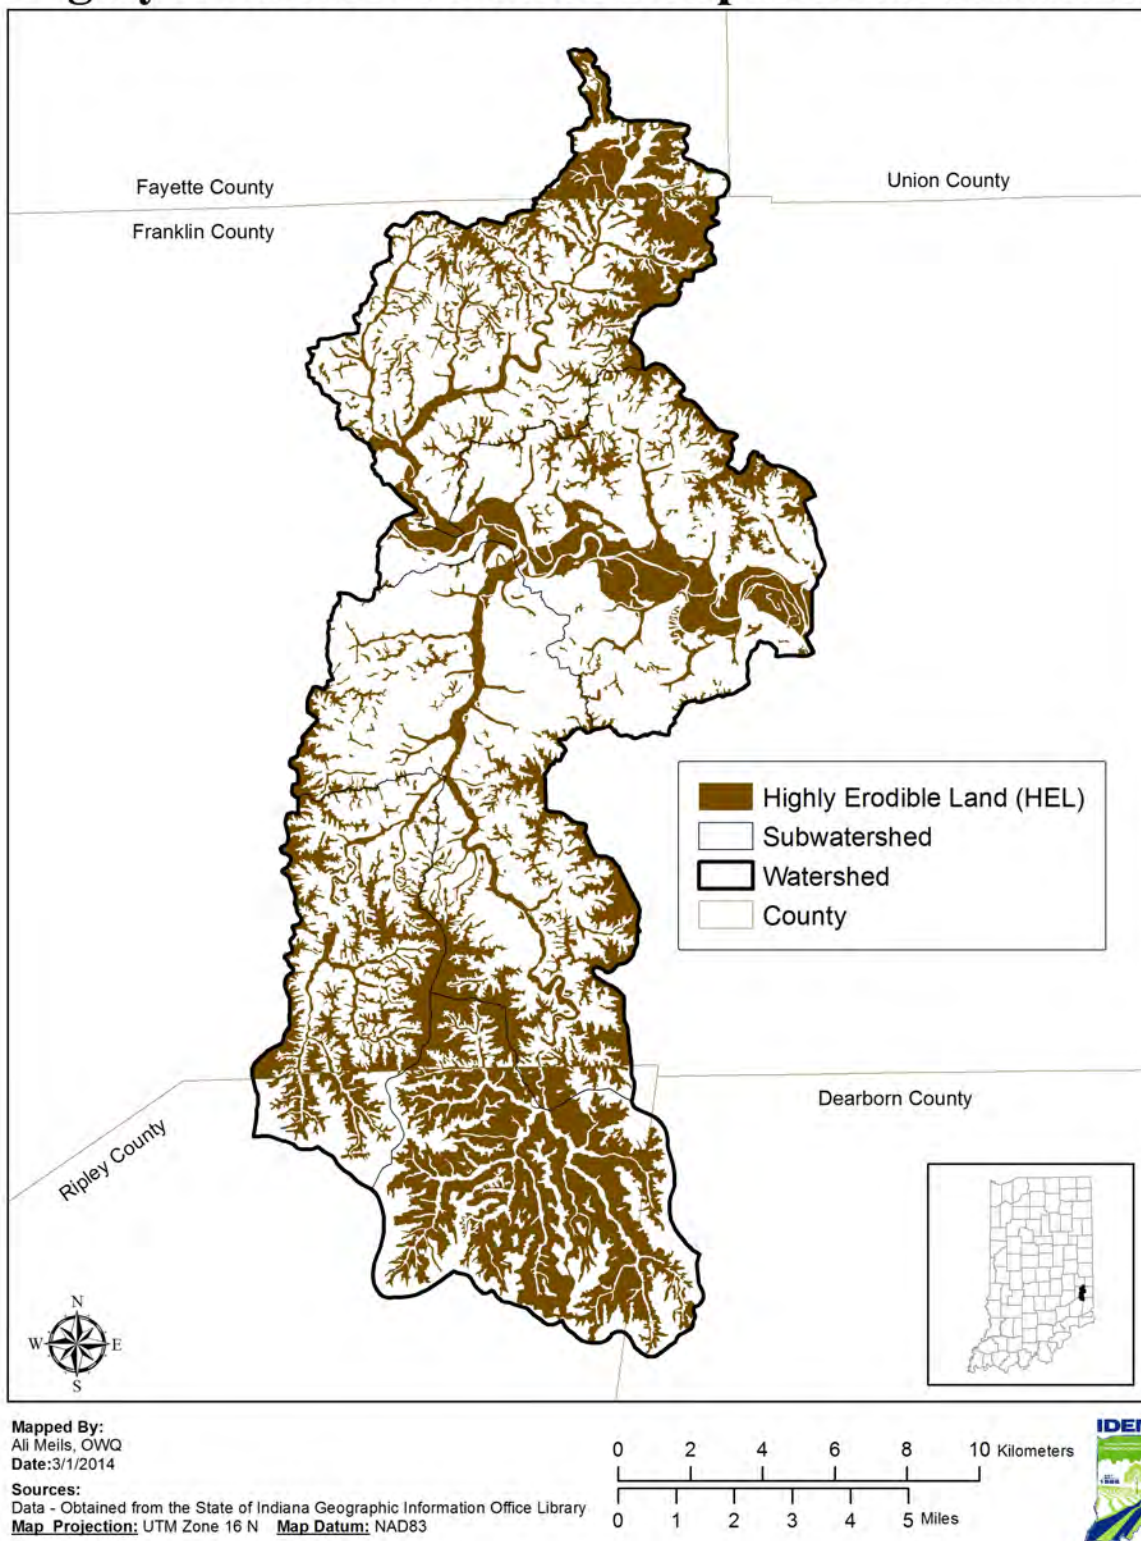 Fayette County
Union County
Franklin County
Highly Erodible Land (HEL)
Subwatershed
Watershed
County
Dearborn County
Ripley County
N
W E
S
Mapped By:
Ali Meils, OWQ
Date:3/1/2014
Sources:
Data - Obtained from the State of Indiana Geographic Information Office Library
Map Projection: UTM Zone 16 N Map Datum: NAD83
0 2 4 6 8 10 Kilometers
0 1 2 3 4 5 Miles